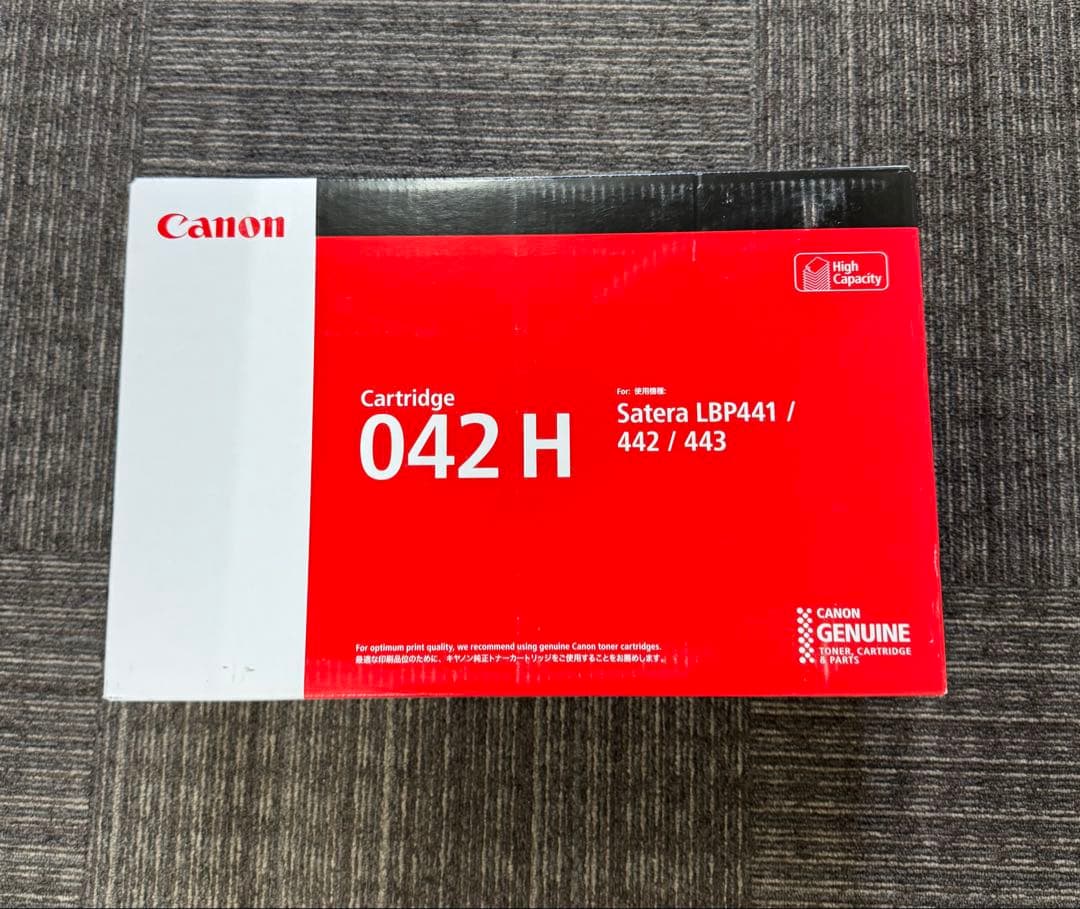 Canon
High
Capacity
Cartridge
042 H
For: 使用機種:
Satera LBP441 /
442 / 443
For optimum print quality, we recommend using genuine Canon toner cartridges.
最適な印刷品位のために、キヤノン純正トナーカートリッジをご使用することをお薦めします。
CANON
GENUINE
TONER, CARTRIDGE
& PARTS